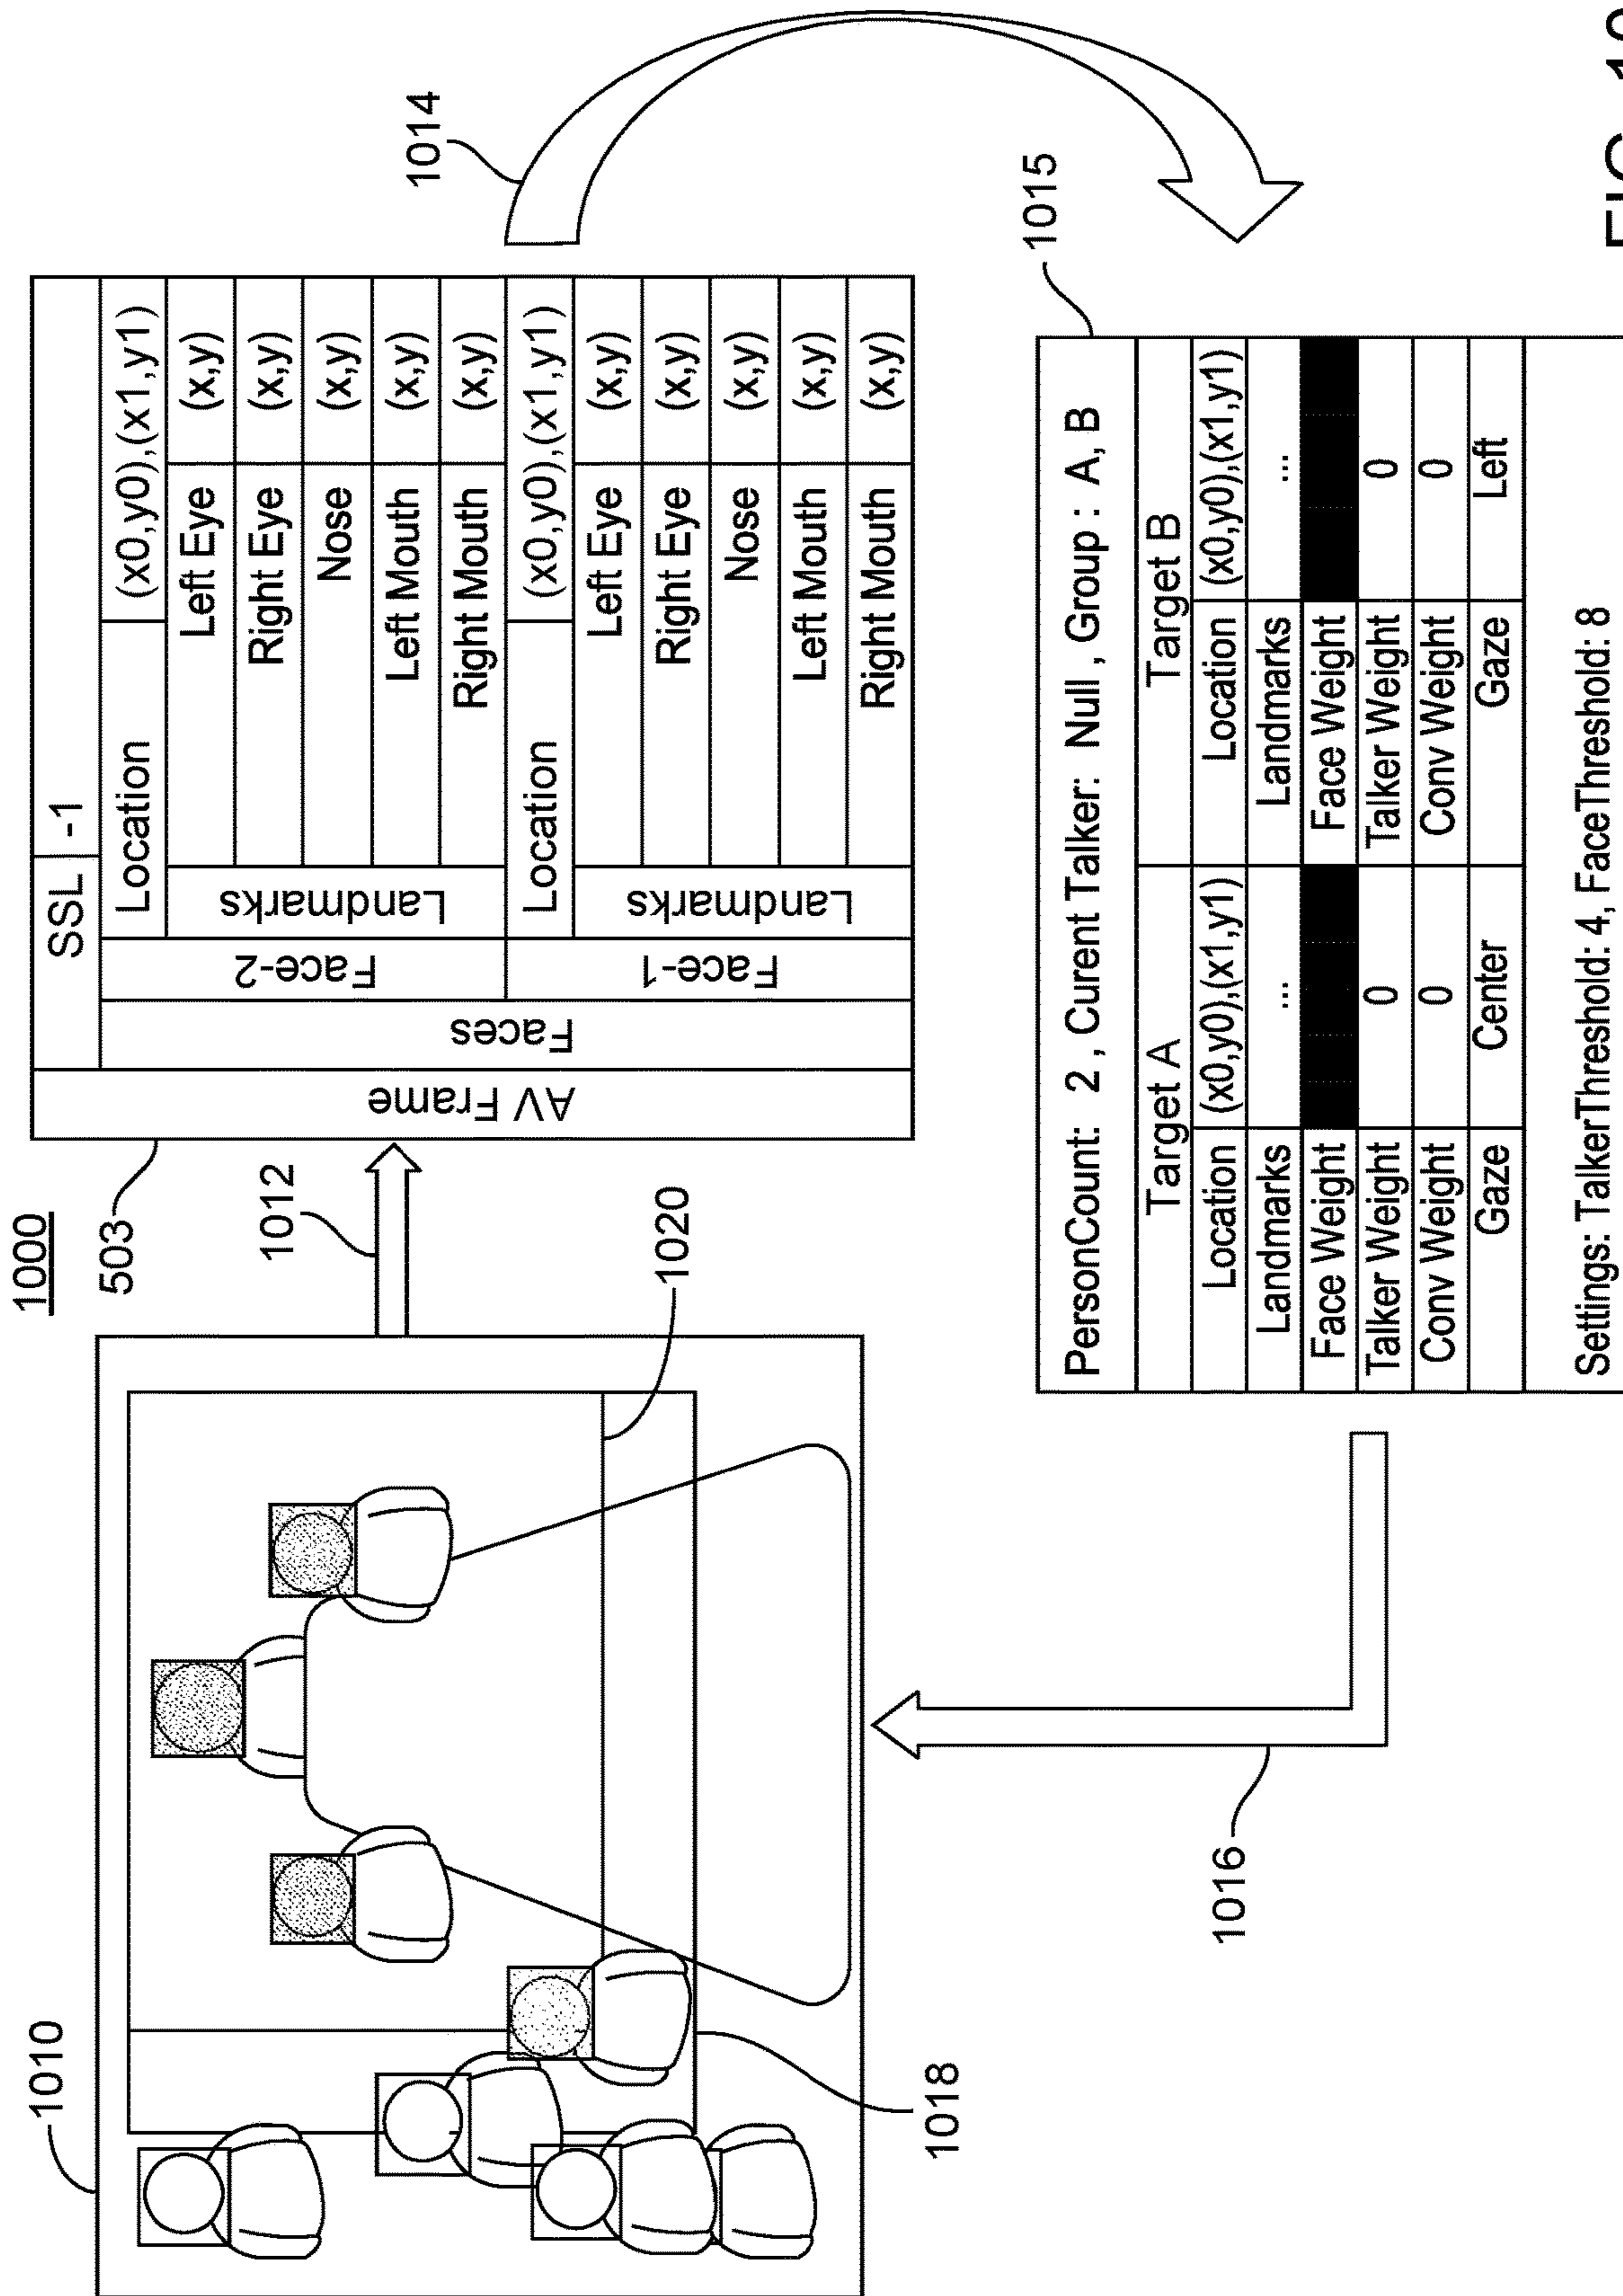 1000
1010
503
1012
1020
1018
1016
1014
1015
SSL -1
AV Frame
Faces
Face-2
Location (x0,y0),(x1,y1)
Landmarks
Left Eye (x,y)
Right Eye (x,y)
Nose (x,y)
Left Mouth (x,y)
Right Mouth (x,y)
Face-1
Location (x0,y0),(x1,y1)
Landmarks
Left Eye (x,y)
Right Eye (x,y)
Nose (x,y)
Left Mouth (x,y)
Right Mouth (x,y)
PersonCount: 2 , Curent Talker: Null , Group : A, B
Target A Target B
Location (x0,y0),(x1,y1) Location (x0,y0),(x1,y1)
Landmarks ... Landmarks ...
Face Weight Face Weight
Talker Weight 0 Talker Weight 0
Conv Weight 0 Conv Weight 0
Gaze Center Gaze Left
Settings: TalkerThreshold: 4, FaceThreshold: 8